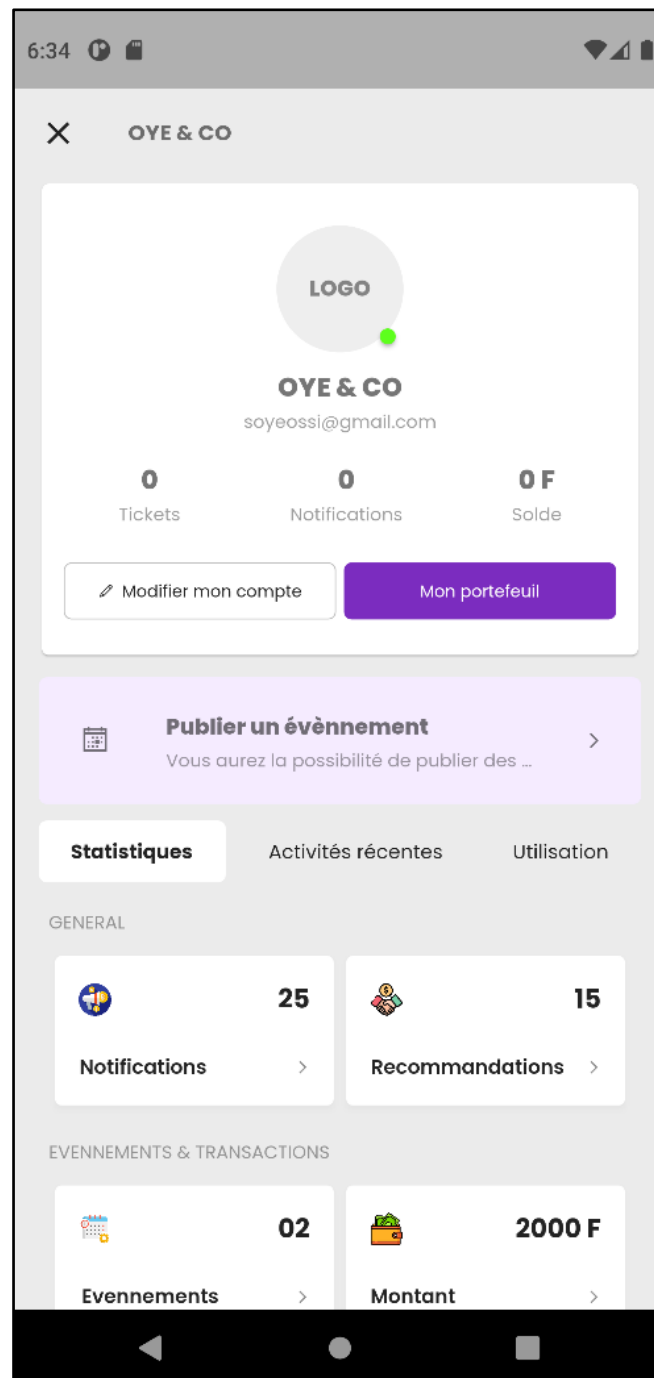 6:34
OYE & CO
LOGO
OYE & CO
soyeossi@gmail.com
0 0 0 F
Tickets Notifications Solde
Modifier mon compte Mon portefeuil
Publier un évènnement
Vous aurez la possibilité de publier des ...
Statistiques Activités récentes Utilisation
GENERAL
25 15
Notifications Recommandations
EVENNEMENTS & TRANSACTIONS
02 2000 F
Evennements Montant